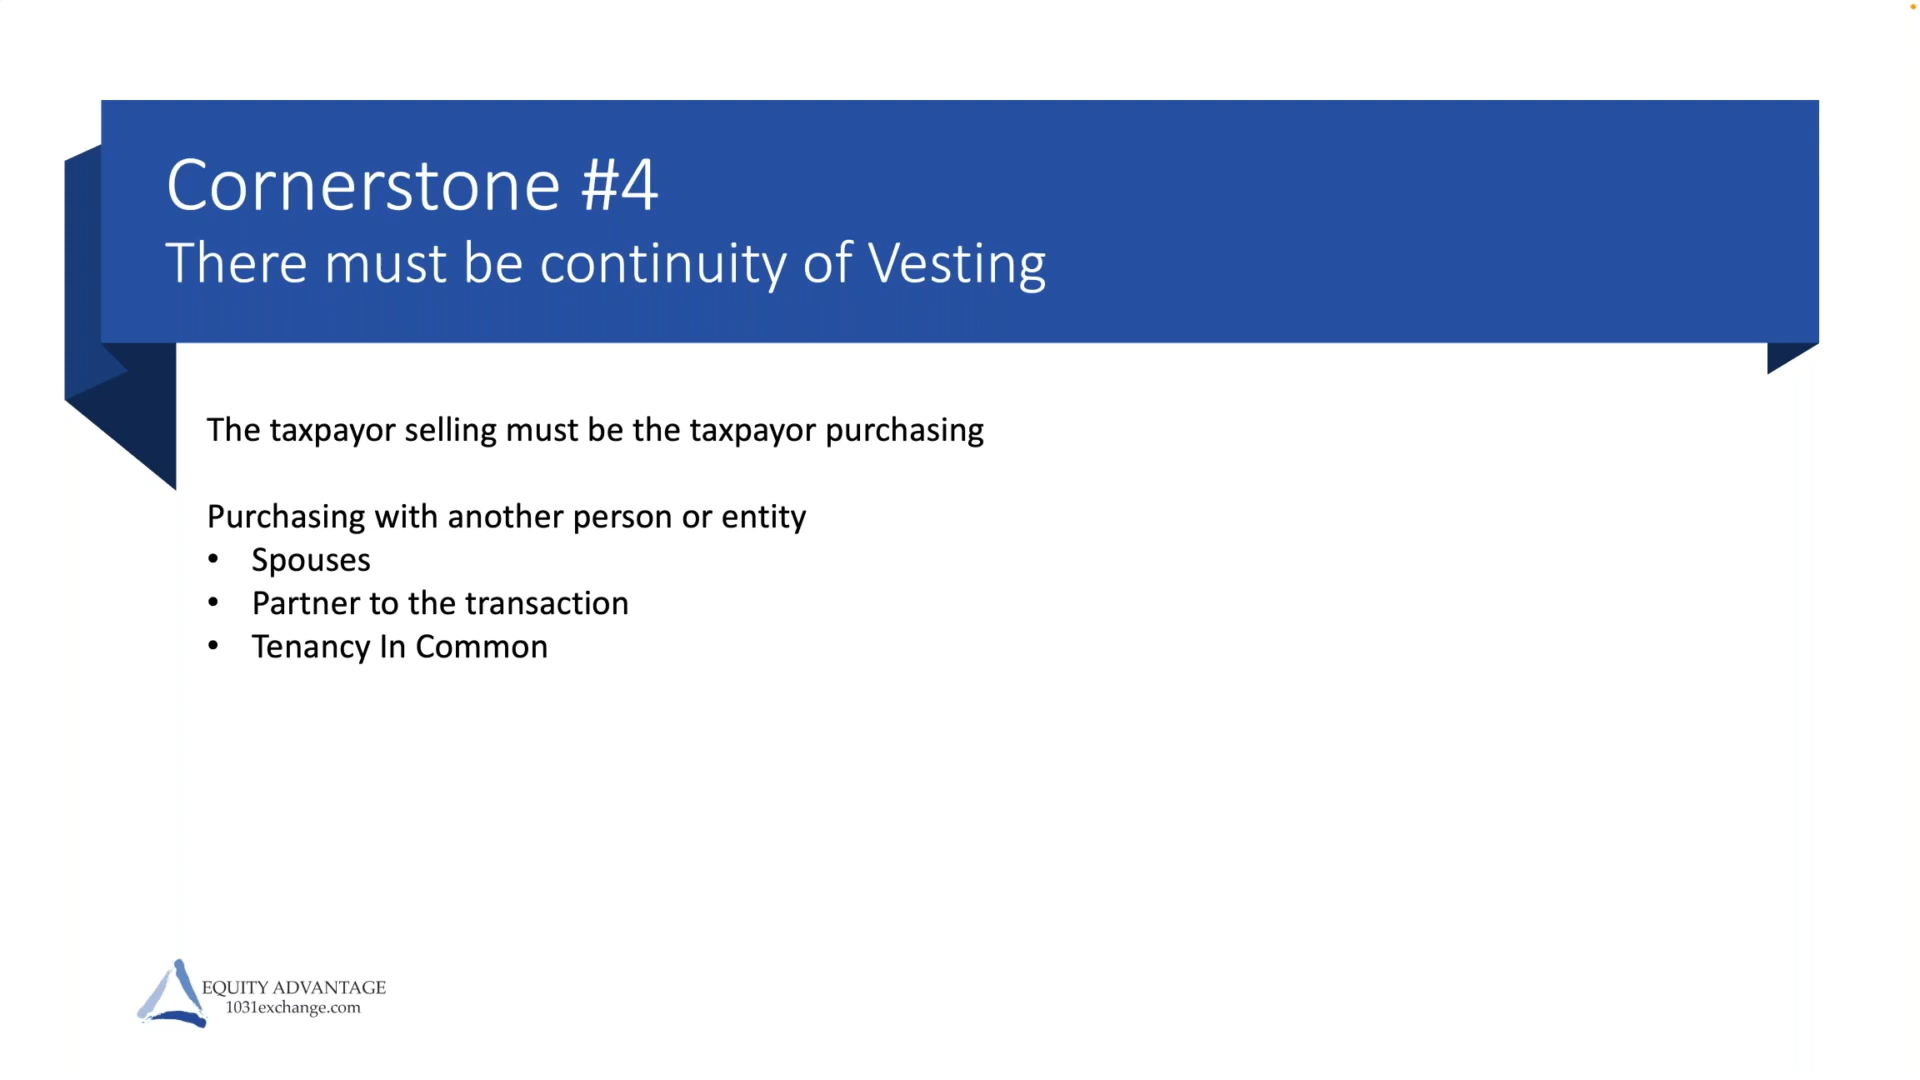 Cornerstone #4
There must be continuity of Vesting
The taxpayor selling must be the taxpayor purchasing
Purchasing with another person or entity
• Spouses
• Partner to the transaction
• Tenancy In Common
EQUITY ADVANTAGE
1031exchange.com